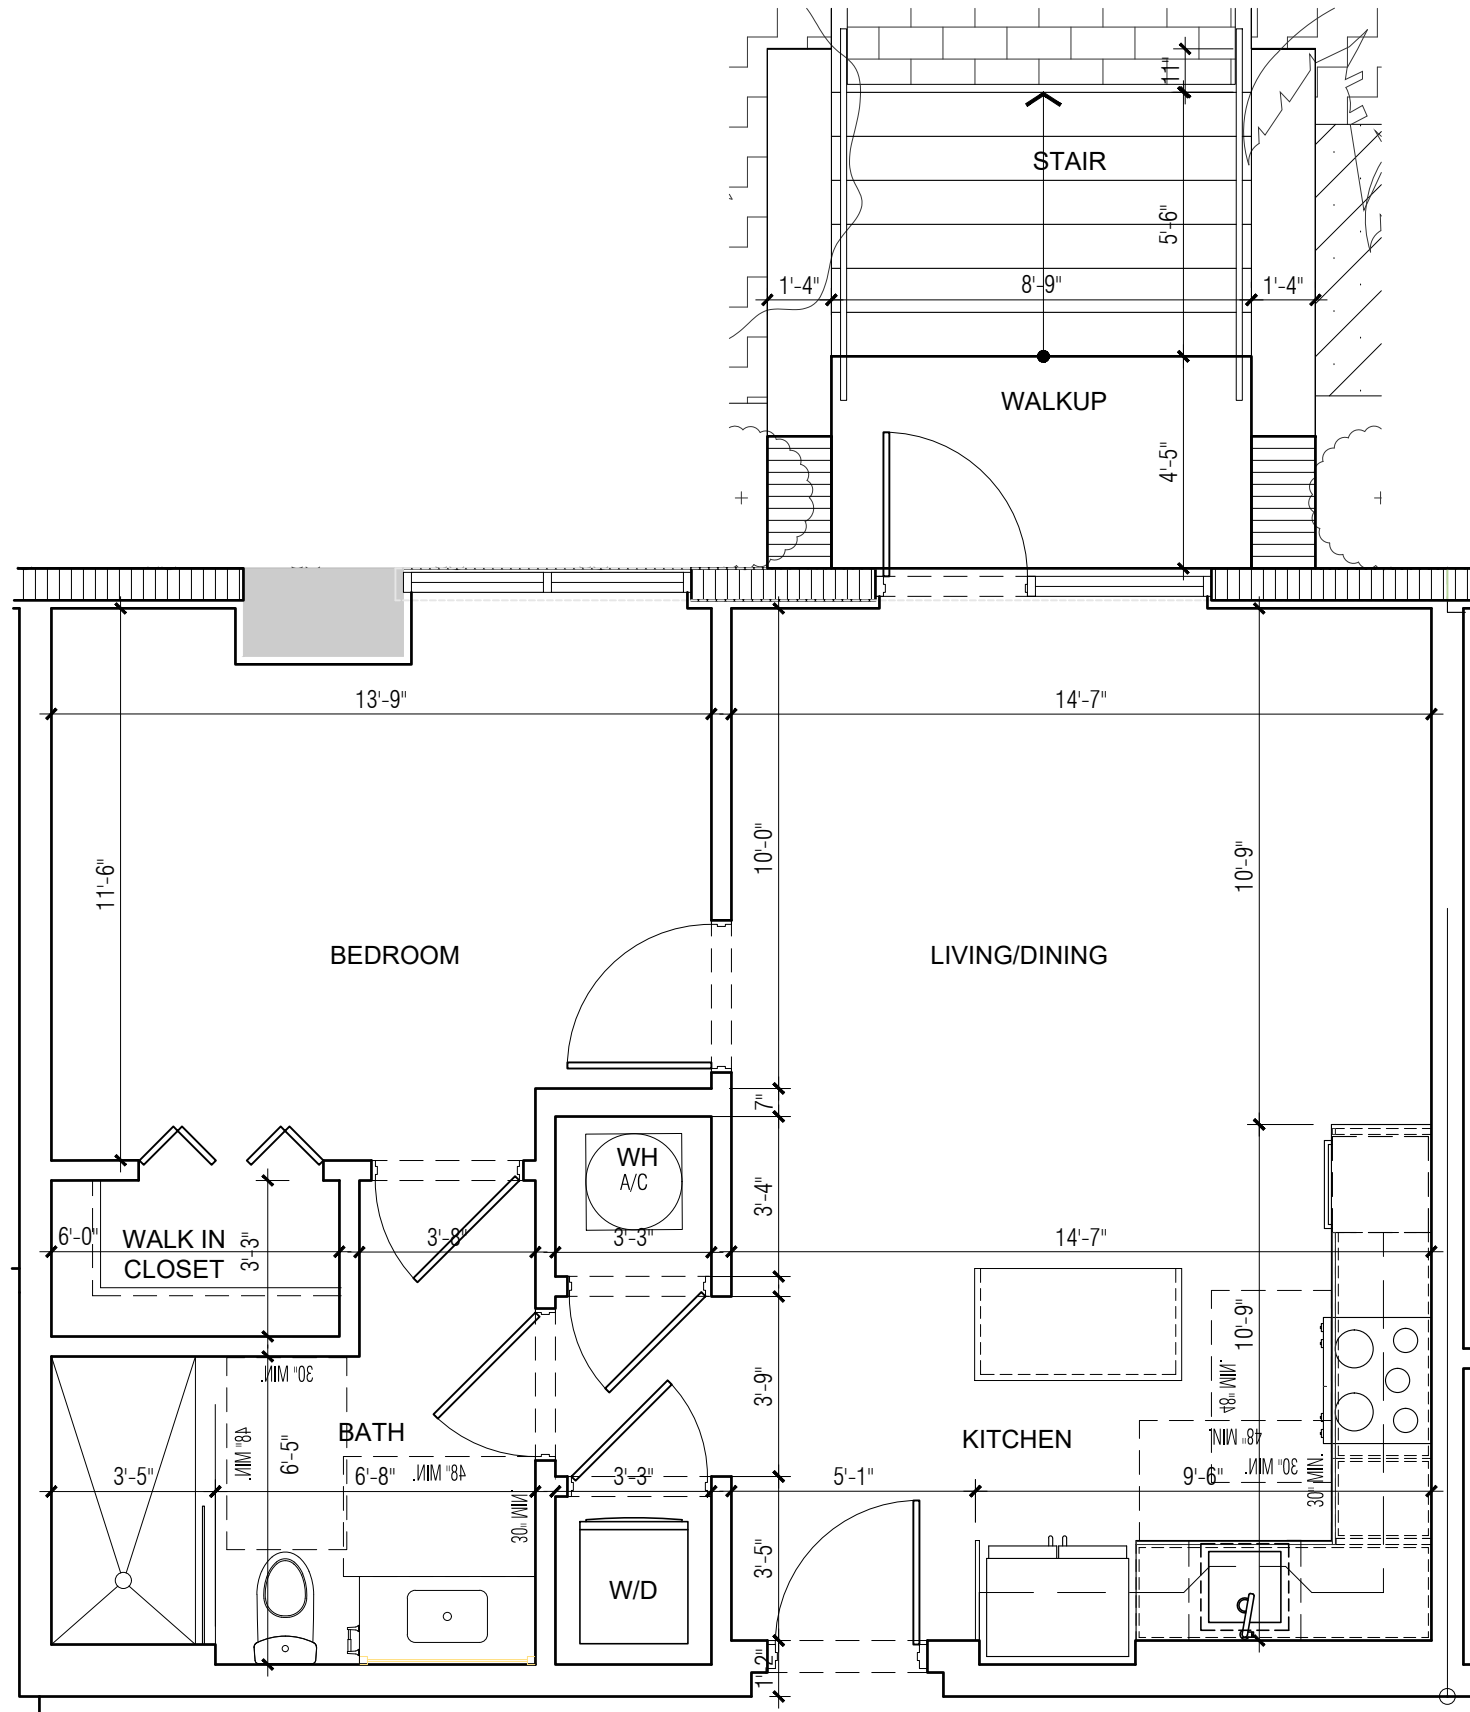 11"
STAIR
5'-6"
1'-4"
8'-9"
1'-4"
WALKUP
4'-5"
13'-9"
14'-7"
10'-0"
10'-9"
11'-6"
BEDROOM
LIVING/DINING
7"
WH
A/C
3'-4"
6'-0"
WALK IN
CLOSET
3'-3"
3'-8"
3'-3"
14'-7"
10'-9"
30" MIN.
48" MIN.
3'-9"
BATH
KITCHEN
48" MIN.
6'-5"
48" MIN.
30" MIN.
30" MIN.
3'-5"
6'-8"
48" MIN.
3'-3"
5'-1"
9'-6"
30" MIN.
3'-5"
W/D
1'-2"